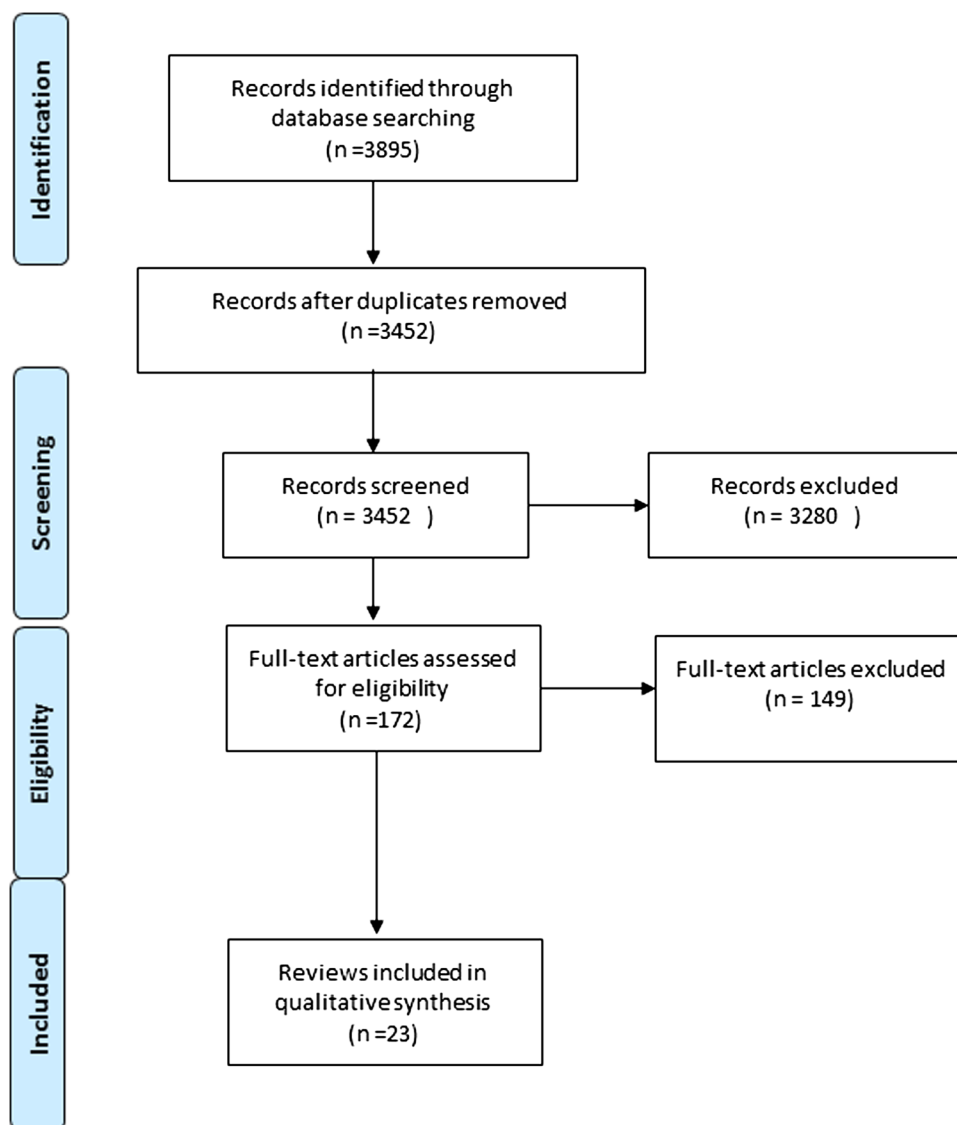 Identification
Records identified through
database searching
(n =3895)
Records after duplicates removed
(n =3452)
Screening
Records screened
(n = 3452 )
Records excluded
(n = 3280 )
Eligibility
Full-text articles assessed
for eligibility
(n =172)
Full-text articles excluded
(n = 149)
Included
Reviews included in
qualitative synthesis
(n =23)